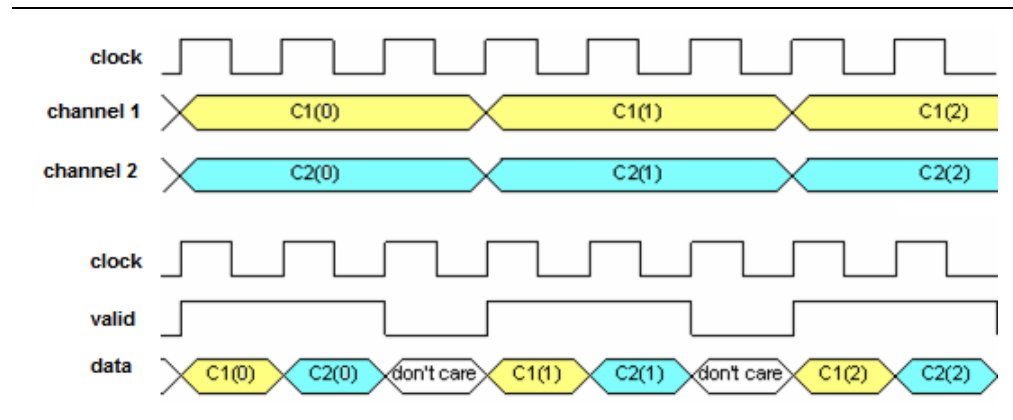 clock
channel 1 C1(0) C1(1) C1(2)
channel 2 C2(0) C2(1) C2(2)
clock
valid
data C1(0) C2(0) don't care C1(1) C2(1) don't care C1(2) C2(2)